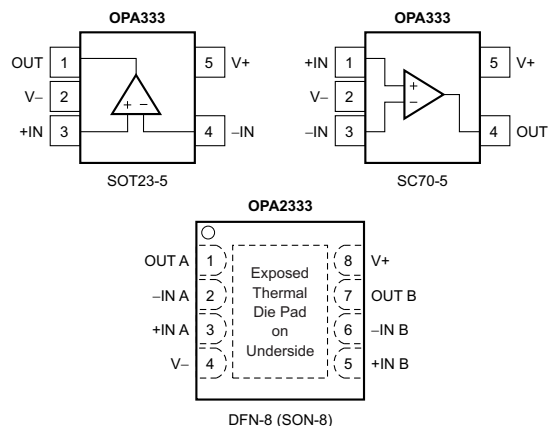 OPA333
OUT 1 5 V+
V– 2
+IN 3 + – 4 –IN
SOT23-5
OPA333
+IN 1 5 V+
V– 2 + –
–IN 3 4 OUT
SC70-5
OPA2333
OUT A 1 8 V+
–IN A 2 7 OUT B
+IN A 3 6 –IN B
V– 4 5 +IN B
Exposed
Thermal
Die Pad
on
Underside
DFN-8 (SON-8)